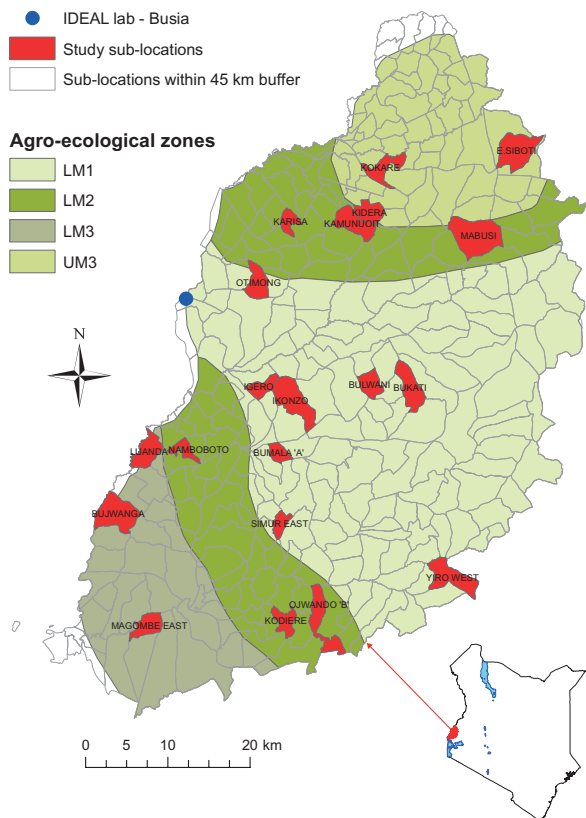 IDEAL lab - Busia
Study sub-locations
Sub-locations within 45 km buffer
Agro-ecological zones
LM1
LM2
LM3
UM3
E.SIBOTI
KOKARE
KIDERA
KARISA
KAMUNUOIT
MABUSI
OTIMONG
N
IGERO
BULWANI
BUKATI
IKONZO
LUANDA
NAMBOBOTO
BUMALA 'A'
BUJWANGA
SIMUR EAST
YIRO WEST
OJWANDO 'B'
KODIERE
MAGOMBE EAST
0 5 10 20 km